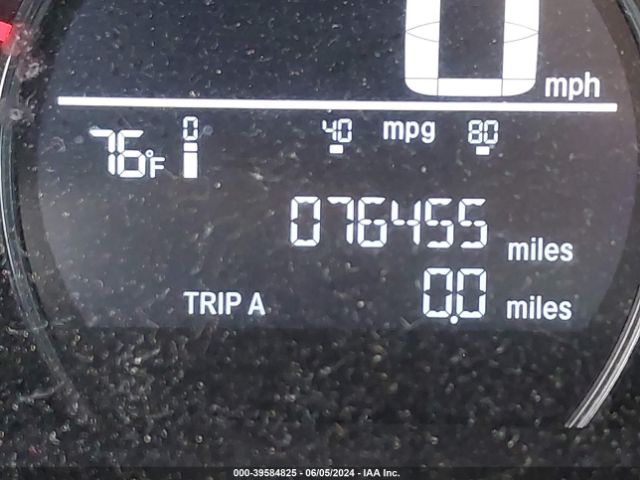 0 mph
76°F 0 40 mpg 80
076455 miles
TRIP A 0.0 miles
000-39584825 - 06/05/2024 - IAA Inc.